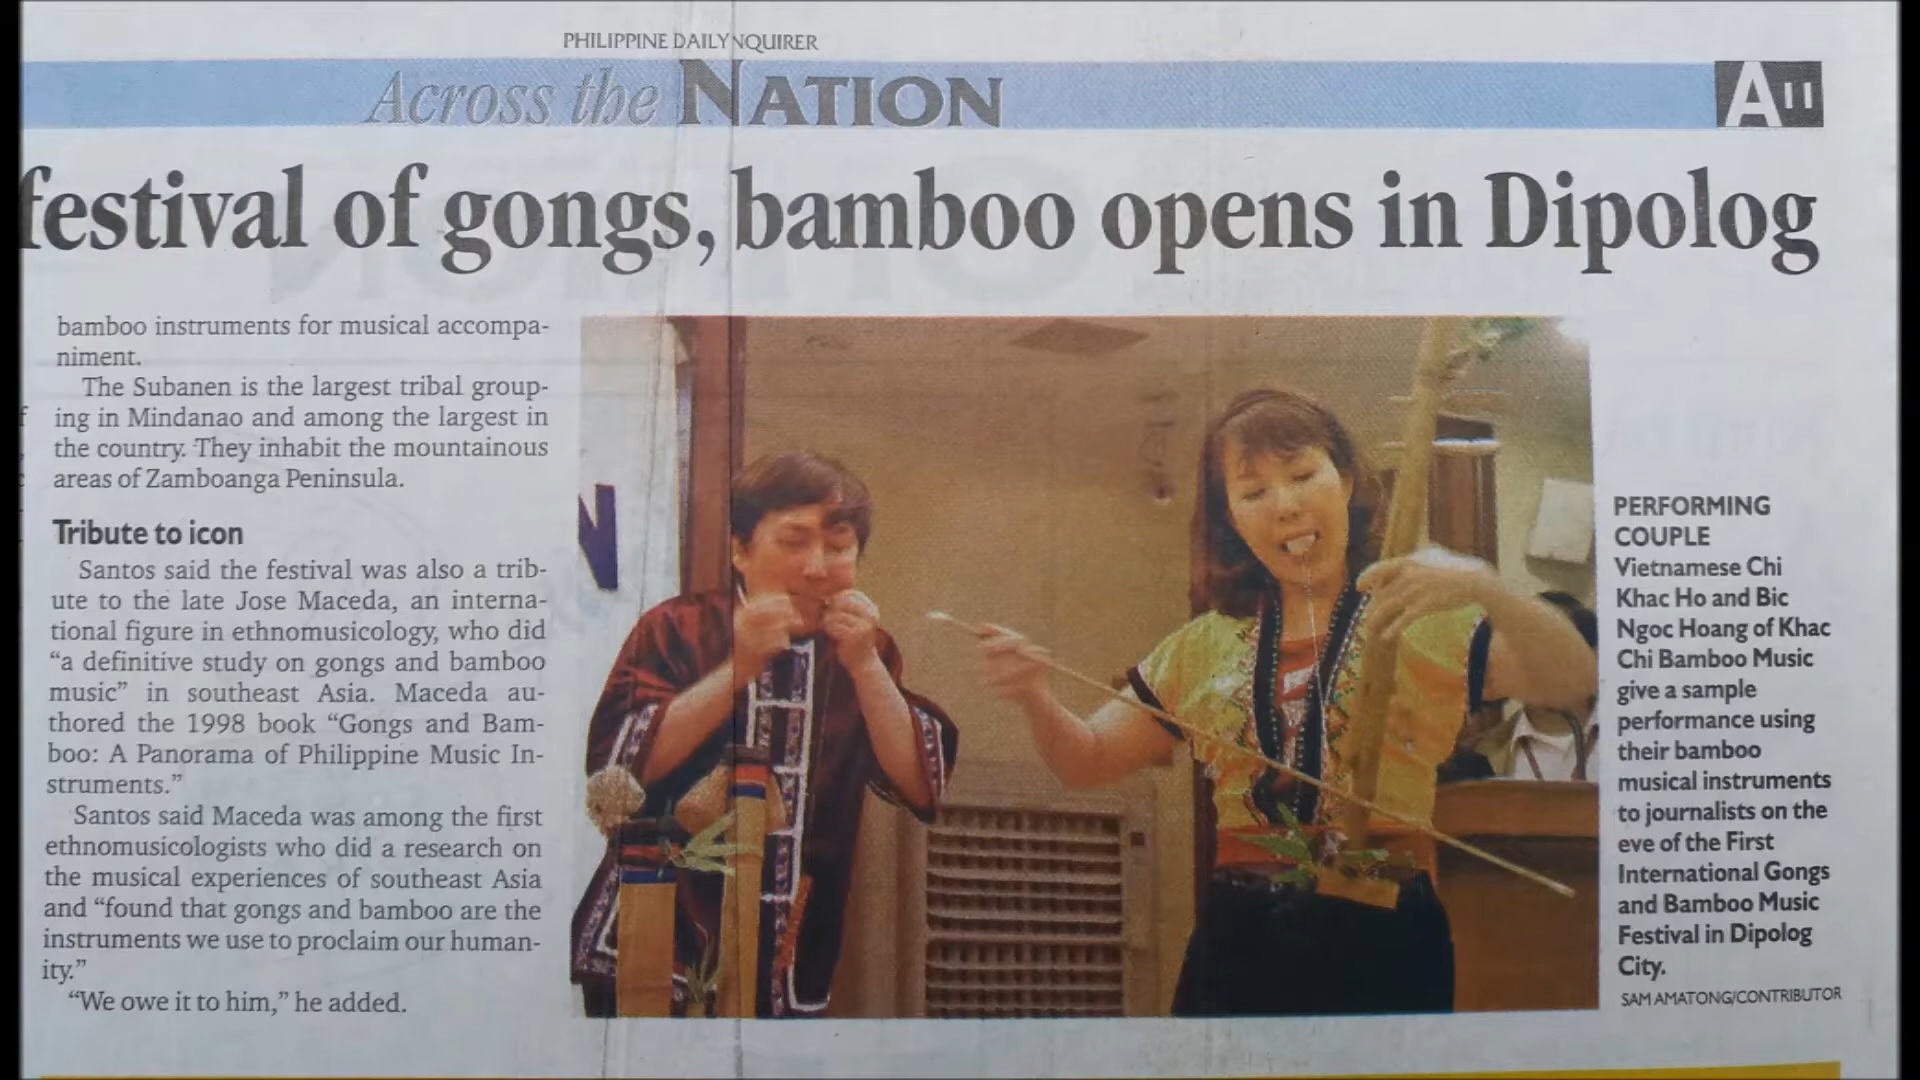 PHILIPPINE DAILY NQUIRER
Across the NATION
A11
festival of gongs, bamboo opens in Dipolog
bamboo instruments for musical accompa-
niment.
The Subanen is the largest tribal group-
ing in Mindanao and among the largest in
the country. They inhabit the mountainous
areas of Zamboanga Peninsula.
Tribute to icon
Santos said the festival was also a trib-
ute to the late Jose Maceda, an interna-
tional figure in ethnomusicology, who did
“a definitive study on gongs and bamboo
music” in southeast Asia. Maceda au-
thored the 1998 book “Gongs and Bam-
boo: A Panorama of Philippine Music In-
struments.”
Santos said Maceda was among the first
ethnomusicologists who did a research on
the musical experiences of southeast Asia
and “found that gongs and bamboo are the
instruments we use to proclaim our human-
ity.”
“We owe it to him,” he added.
N
PERFORMING
COUPLE
Vietnamese Chi
Khac Ho and Bic
Ngoc Hoang of Khac
Chi Bamboo Music
give a sample
performance using
their bamboo
musical instruments
to journalists on the
eve of the First
International Gongs
and Bamboo Music
Festival in Dipolog
City.
SAM AMATONG/CONTRIBUTOR